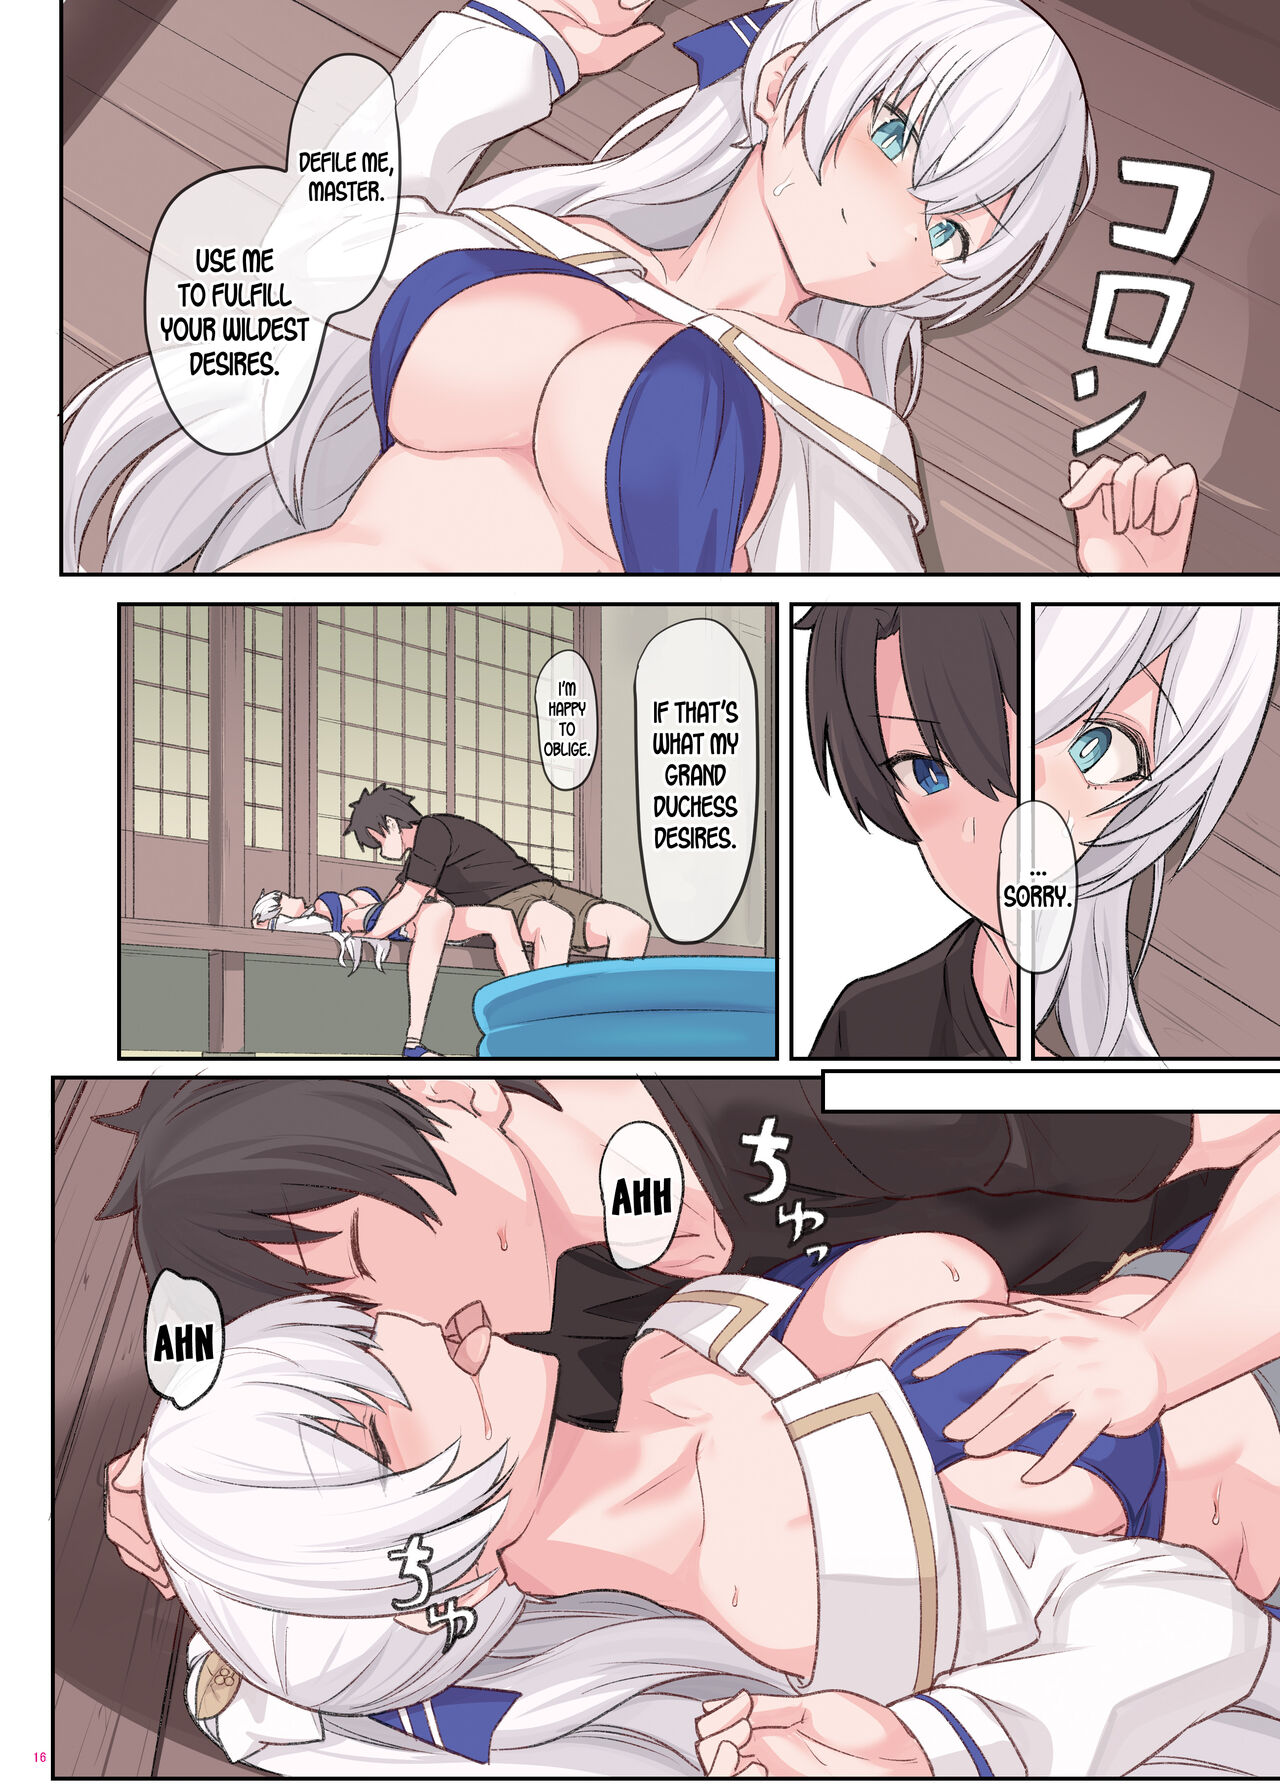 コロン
DEFILE ME,
MASTER.
USE ME
TO FULFILL
YOUR WILDEST
DESIRES.
...
SORRY.
IF THAT'S
WHAT MY
GRAND
DUCHESS
DESIRES.
I'M
HAPPY
TO
OBLIGE.
ちゅっ
AHH
AHN
ちゅ
16